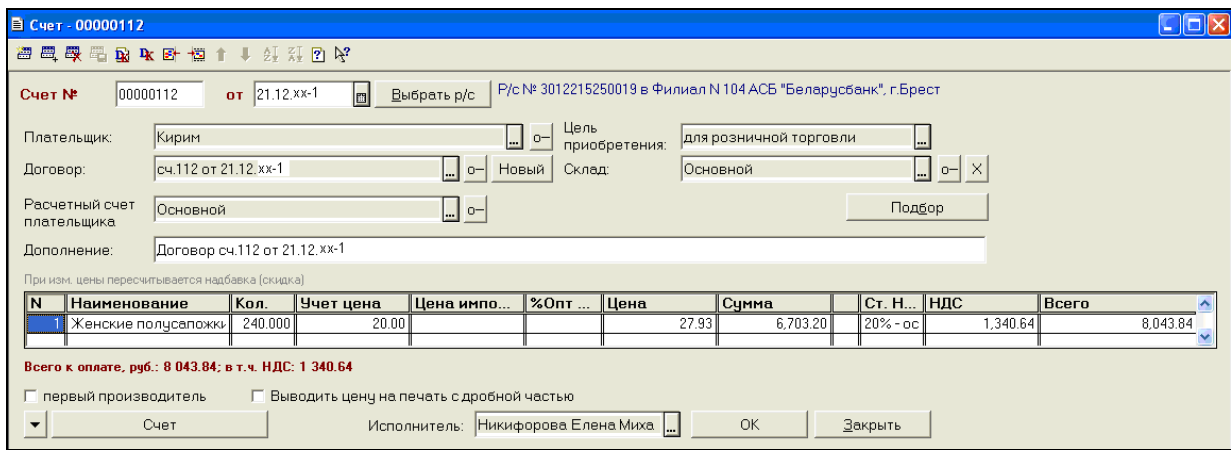 Счет - 00000112
Счет № 00000112 от 21.12.xx-1 Выбрать р/с Р/с № 3012215250019 в Филиал N 104 АСБ "Беларусбанк", г.Брест
Плательщик: Кирим ... Цель приобретения: для розничной торговли ...
Договор: сч.112 от 21.12.xx-1 ... Новый Склад: Основной ... X
Расчетный счет плательщика Основной ... Подбор
Дополнение: Договор сч.112 от 21.12.xx-1
При изм. цены пересчитывается надбавка (скидка)
N Наименование Кол. Учет цена Цена импо... %Опт ... Цена Сумма Ст. Н... НДС Всего
1 Женские полусапожки 240.000 20.00 27.93 6,703.20 20% - ос 1,340.64 8,043.84
Всего к оплате, руб.: 8 043.84; в т.ч. НДС: 1 340.64
первый производитель Выводить цену на печать с дробной частью
Счет Исполнитель: Никифорова Елена Миха ... OK Закрыть